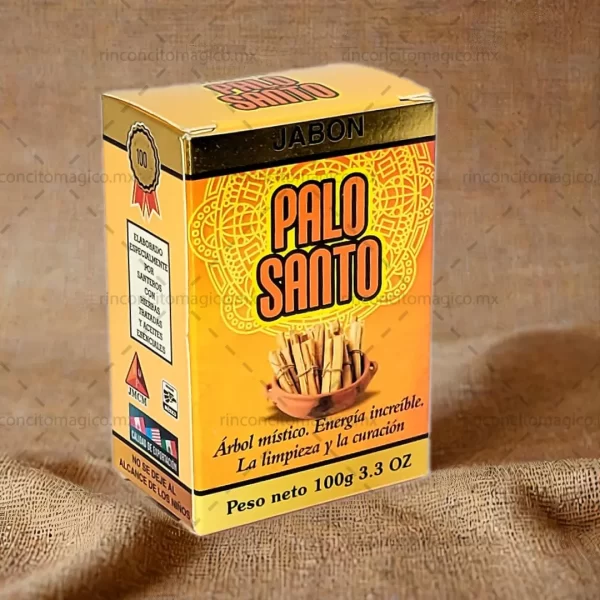 PALO
SANTO
JABON
PALO
SANTO
Árbol místico. Energía increíble.
La limpieza y la curación
Peso neto 100g 3.3 OZ
100
ELABORADO
ESPECIALMENTE
POR
SANTEROS
CON
HIERBAS
TRATADAS
Y ACEITES
ESENCIALES
JMCM
CALIDAD DE EXPORTACIÓN
NO SE DEJE AL
ALCANCE DE LOS NIÑOS
rinconcitomagico.mx